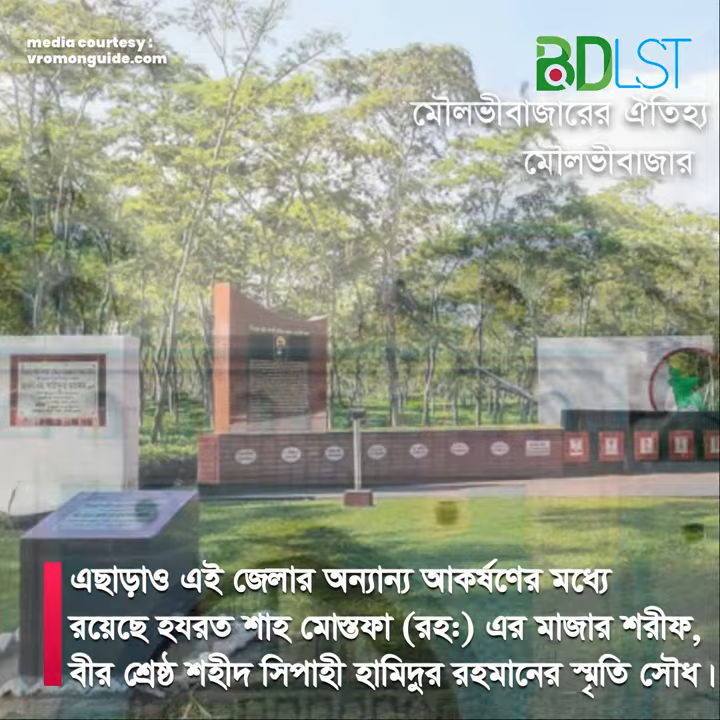 media courtesy :
vromonguide.com
BDLST
মৌলভীবাজারের ঐতিহ্য
মৌলভীবাজার
এছাড়াও এই জেলার অন্যান্য আকর্ষণের মধ্যে
রয়েছে হযরত শাহ মোস্তফা (রহ:) এর মাজার শরীফ,
বীর শ্রেষ্ঠ শহীদ সিপাহী হামিদুর রহমানের স্মৃতি সৌধ।